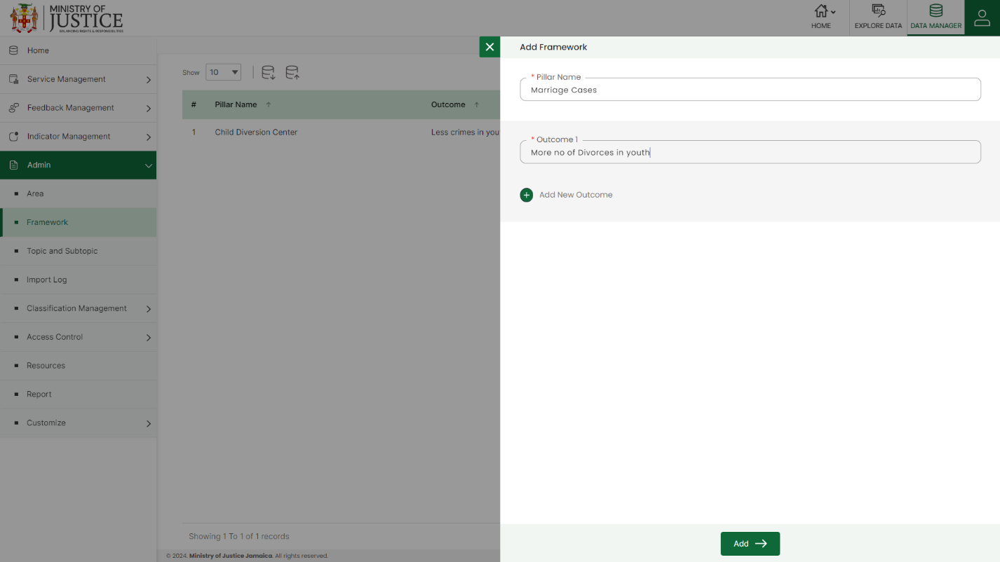 MINISTRY OF
JUSTICE
BALANCING RIGHTS & RESPONSIBILITIES
HOME
EXPLORE DATA
DATA MANAGER
Home
Service Management
Feedback Management
Indicator Management
Admin
Area
Framework
Topic and Subtopic
Import Log
Classification Management
Access Control
Resources
Report
Customize
Show 10
# Pillar Name Outcome
1 Child Diversion Center Less crimes in you
Showing 1 To 1 of 1 records
© 2024. Ministry of Justice Jamaica. All rights reserved.
Add Framework
* Pillar Name
Marriage Cases
* Outcome 1
More no of Divorces in youth
Add New Outcome
Add